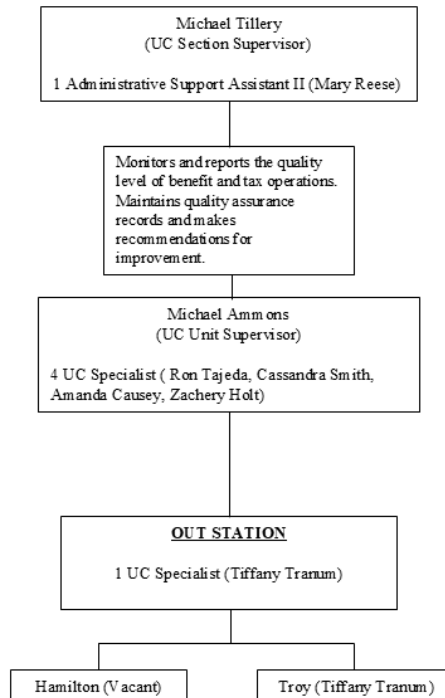 Michael Tillery
(UC Section Supervisor)
1 Administrative Support Assistant II (Mary Reese)
Monitors and reports the quality
level of benefit and tax operations.
Maintains quality assurance
records and makes
recommendations for
improvement.
Michael Ammons
(UC Unit Supervisor)
4 UC Specialist ( Ron Tajeda, Cassandra Smith,
Amanda Causey, Zachery Holt)
OUT STATION
1 UC Specialist (Tiffany Tranum)
Hamilton (Vacant)
Troy (Tiffany Tranum)